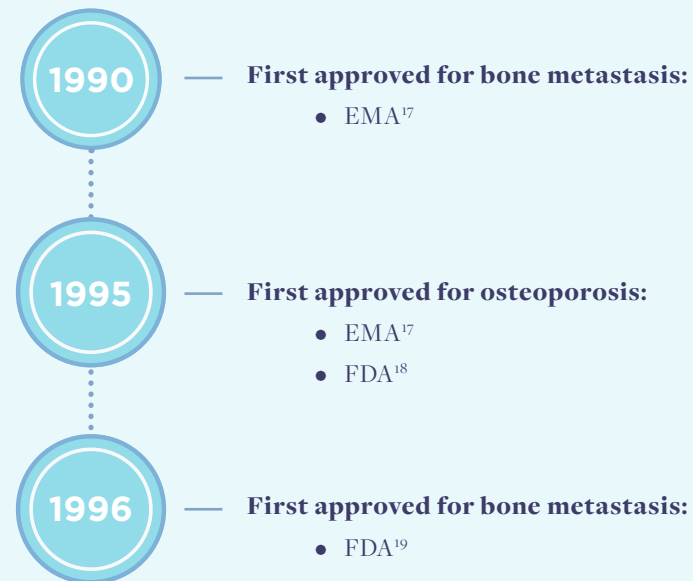 1990
First approved for bone metastasis:
• EMA¹⁷
1995
First approved for osteoporosis:
• EMA¹⁷
• FDA¹⁸
1996
First approved for bone metastasis:
• FDA¹⁹